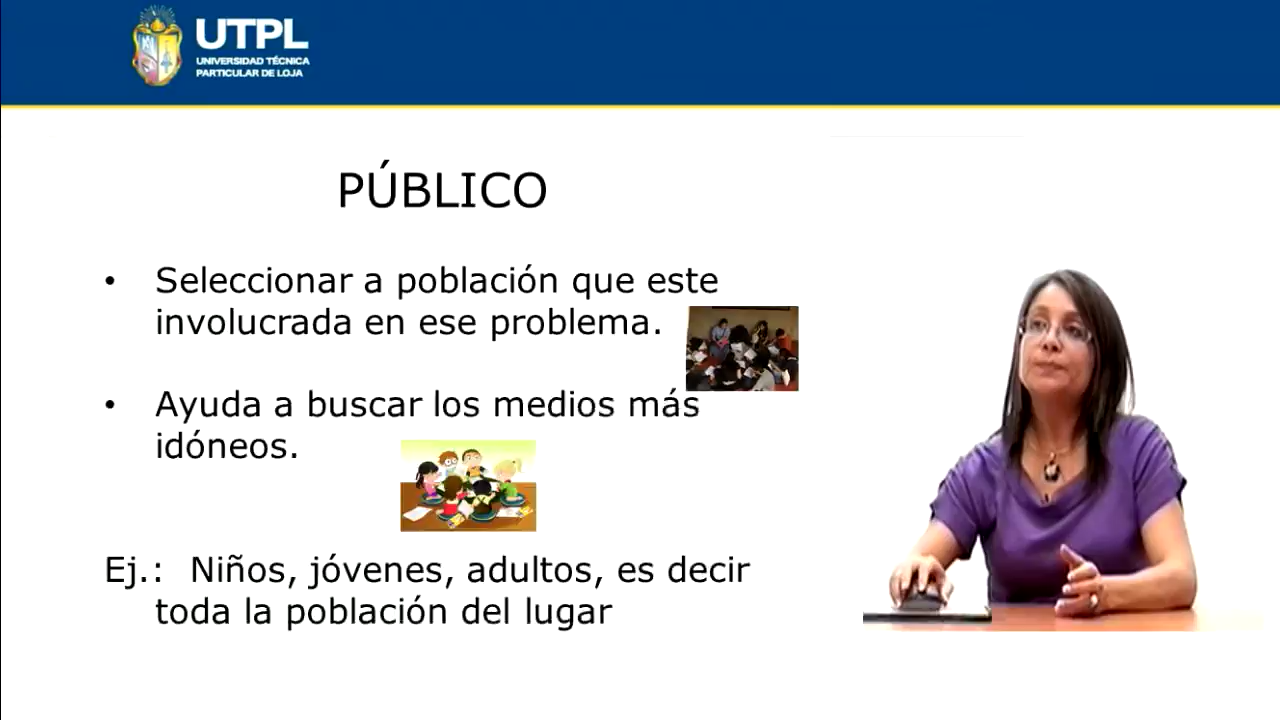 UTPL
UNIVERSIDAD TÉCNICA
PARTICULAR DE LOJA
PÚBLICO
• Seleccionar a población que este
involucrada en ese problema.
• Ayuda a buscar los medios más
idóneos.
Ej.: Niños, jóvenes, adultos, es decir
toda la población del lugar